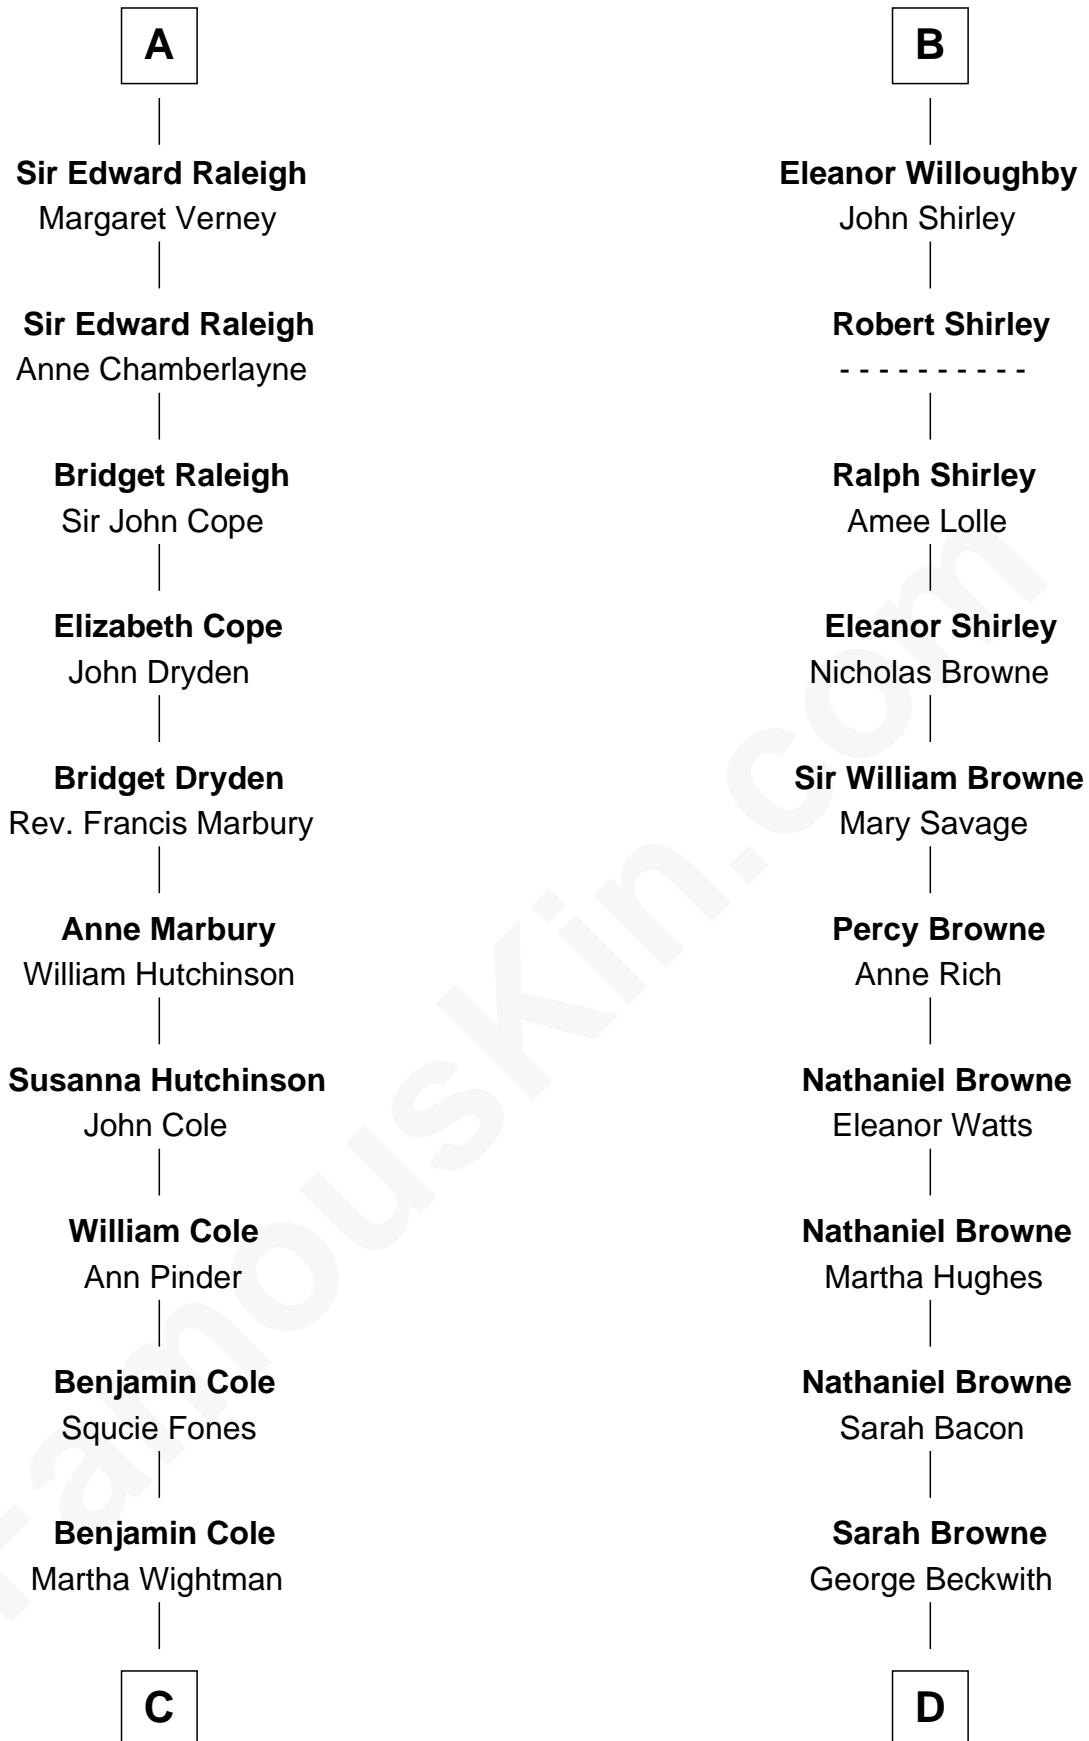 A
Sir Edward Raleigh
Margaret Verney
Sir Edward Raleigh
Anne Chamberlayne
Bridget Raleigh
Sir John Cope
Elizabeth Cope
John Dryden
Bridget Dryden
Rev. Francis Marbury
Anne Marbury
William Hutchinson
Susanna Hutchinson
John Cole
William Cole
Ann Pinder
Benjamin Cole
Squcie Fones
Benjamin Cole
Martha Wightman
C
B
Eleanor Willoughby
John Shirley
Robert Shirley
- - - - - - - - - -
Ralph Shirley
Amee Lolle
Eleanor Shirley
Nicholas Browne
Sir William Browne
Mary Savage
Percy Browne
Anne Rich
Nathaniel Browne
Eleanor Watts
Nathaniel Browne
Martha Hughes
Nathaniel Browne
Sarah Bacon
Sarah Browne
George Beckwith
D
FamousKin.com